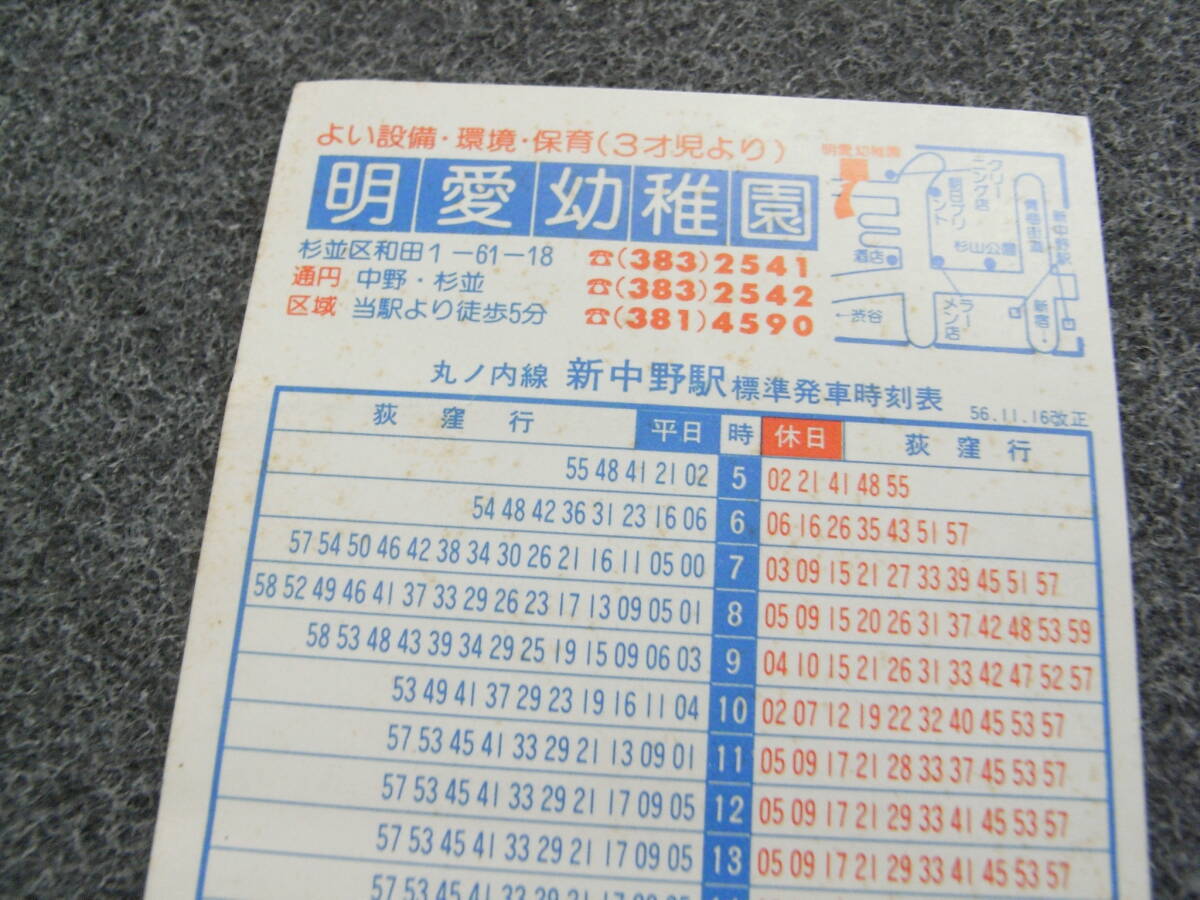 よい設備・環境・保育(3才児より)
明愛幼稚園
杉並区和田1-61-18
通円 中野・杉並
区域 当駅より徒歩5分
☎(383)2541
☎(383)2542
☎(381)4590
明愛幼稚園
クリーニング店
杉山公園
青梅街道
新中野駅
酒店
←渋谷
ラーメン店
新宿→
丸ノ内線 新中野駅 標準発車時刻表 56.11.16改正
荻窪行 平日 時 休日 荻窪行
55 48 41 21 02 5 02 21 41 48 55
54 48 42 36 31 23 16 06 6 06 16 26 35 43 51 57
57 54 50 46 42 38 34 30 26 21 16 11 05 00 7 03 09 15 21 27 33 39 45 51 57
58 52 49 46 41 37 33 29 26 23 17 13 09 05 01 8 05 09 15 20 26 31 37 42 48 53 59
58 53 48 43 39 34 29 25 19 15 09 06 03 9 04 10 15 21 26 31 33 42 47 52 57
53 49 41 37 29 23 19 16 11 04 10 02 07 12 19 22 32 40 45 53 57
57 53 45 41 33 29 21 13 09 01 11 05 09 17 21 28 33 37 45 53 57
57 53 45 41 33 29 21 17 09 05 12 05 09 17 21 29 33 41 45 53 57
57 53 45 41 33 29 21 17 09 05 13 05 09 17 21 29 33 41 45 53 57
57 53 45 41 33 29 21 17 09 05